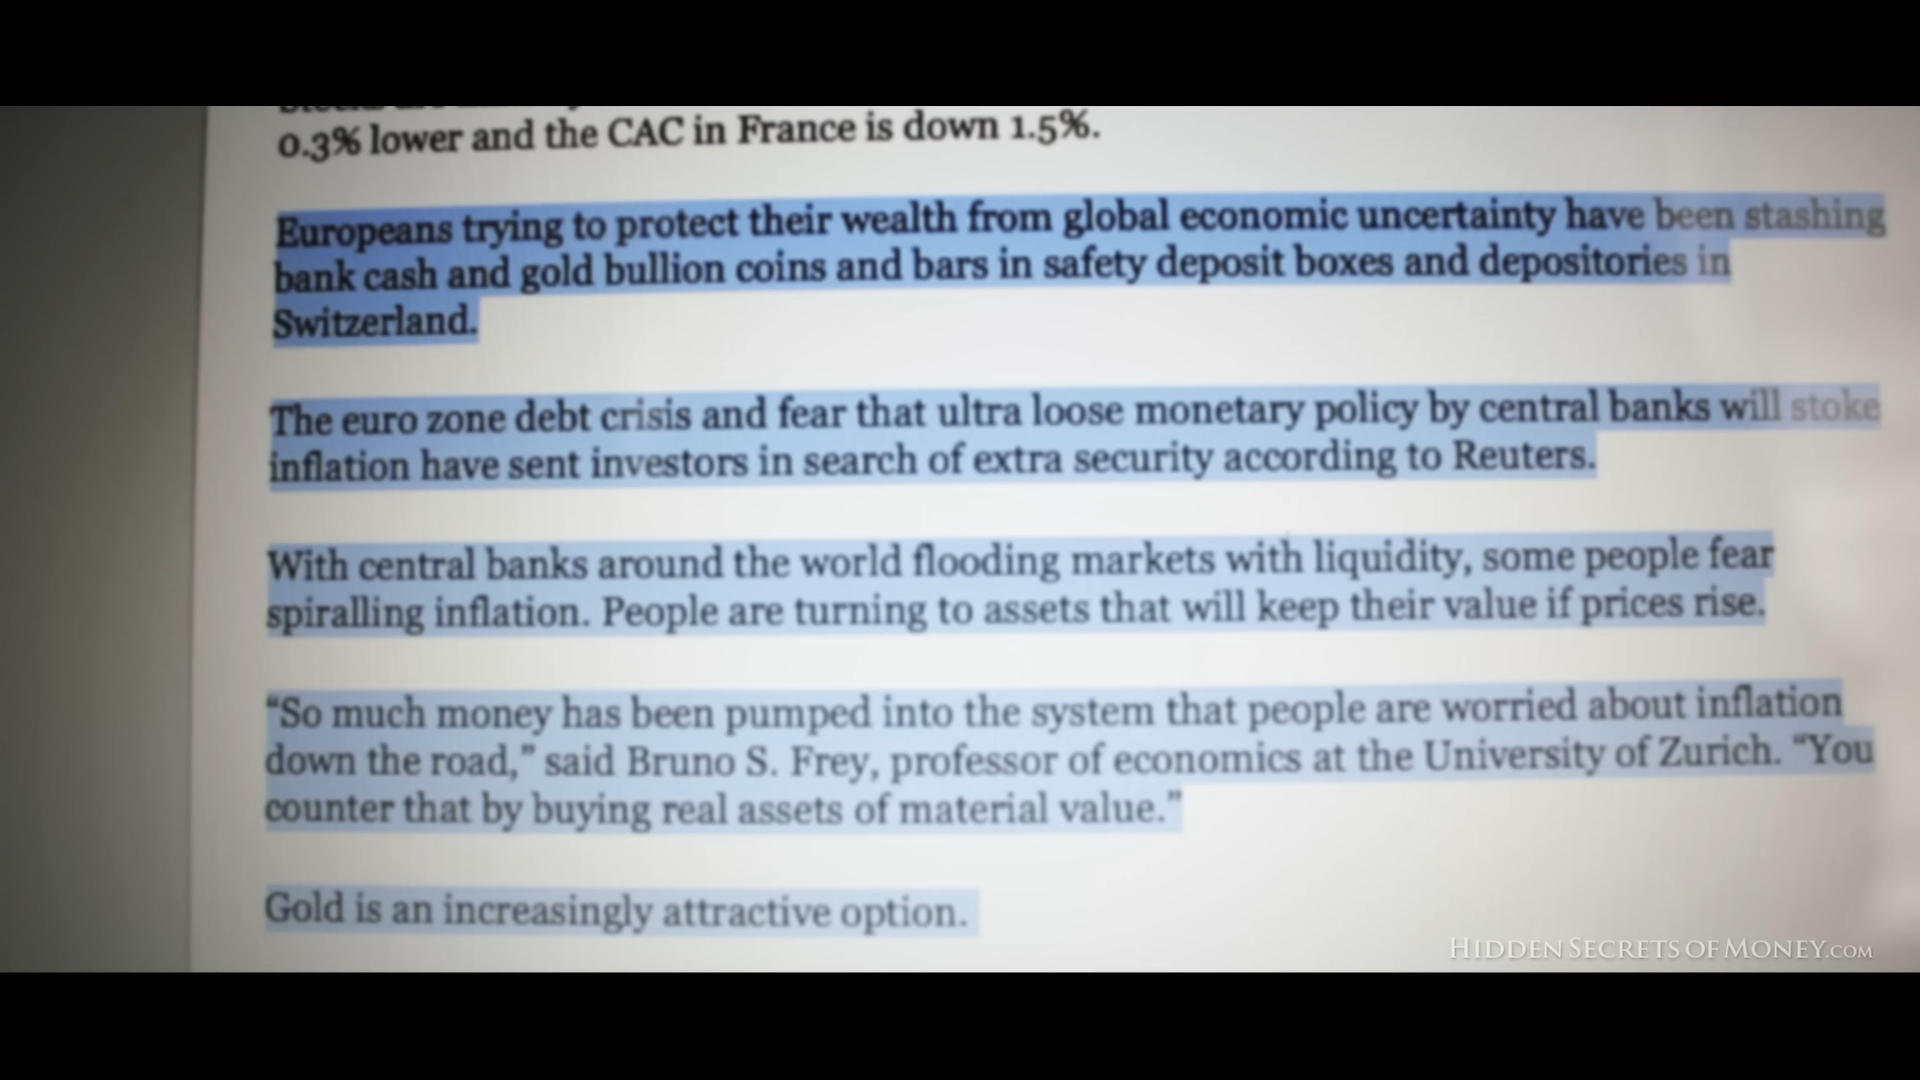 0.3% lower and the CAC in France is down 1.5%.
Europeans trying to protect their wealth from global economic uncertainty have been stashing
bank cash and gold bullion coins and bars in safety deposit boxes and depositories in
Switzerland.
The euro zone debt crisis and fear that ultra loose monetary policy by central banks will stoke
inflation have sent investors in search of extra security according to Reuters.
With central banks around the world flooding markets with liquidity, some people fear
spiralling inflation. People are turning to assets that will keep their value if prices rise.
“So much money has been pumped into the system that people are worried about inflation
down the road,” said Bruno S. Frey, professor of economics at the University of Zurich. “You
counter that by buying real assets of material value.”
Gold is an increasingly attractive option.
HIDDEN SECRETS OF MONEY.COM